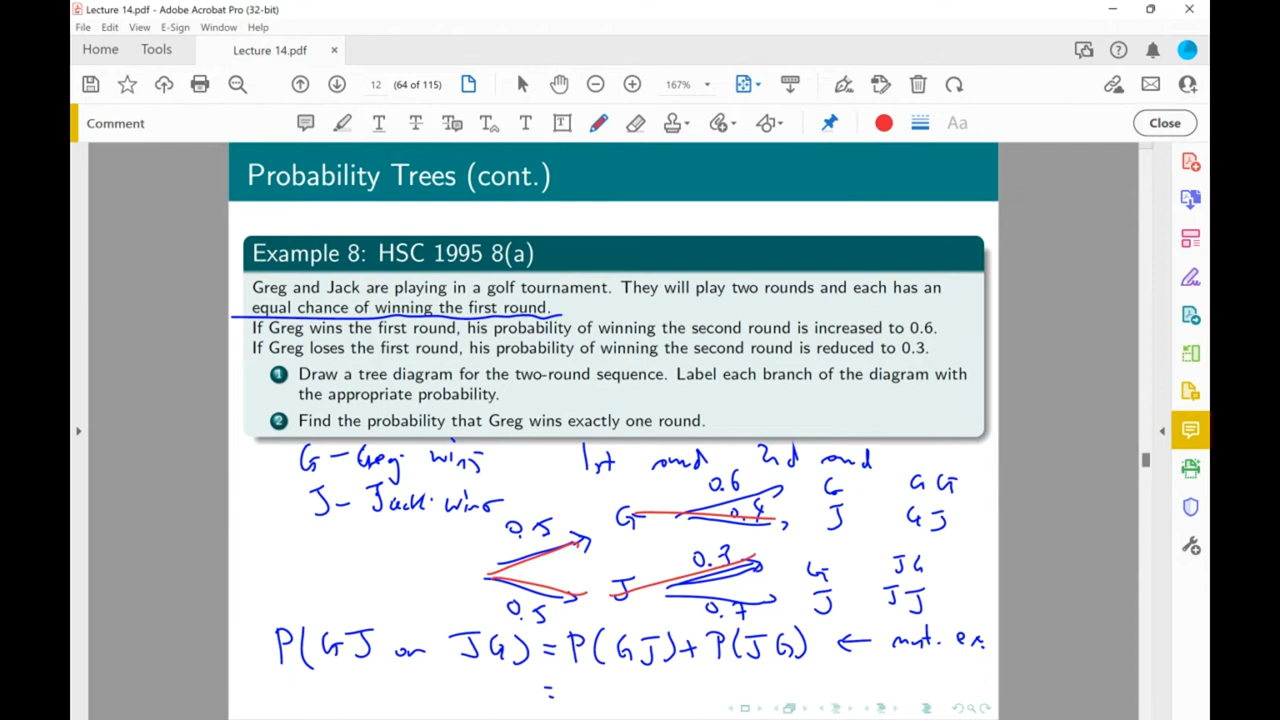 Lecture 14.pdf - Adobe Acrobat Pro (32-bit)
File Edit View E-Sign Window Help
Home Tools Lecture 14.pdf ×
12 (64 of 115) 167%
Comment Close
Probability Trees (cont.)
Example 8: HSC 1995 8(a)
Greg and Jack are playing in a golf tournament. They will play two rounds and each has an
equal chance of winning the first round.
If Greg wins the first round, his probability of winning the second round is increased to 0.6.
If Greg loses the first round, his probability of winning the second round is reduced to 0.3.
1 Draw a tree diagram for the two-round sequence. Label each branch of the diagram with
the appropriate probability.
2 Find the probability that Greg wins exactly one round.
G - Greg wins 1st round 2nd round
J - Jack wins
0.6 G GG
0.5 G 0.4 J GJ
0.3 G JG
0.5 J 0.7 J JJ
P(GJ or JG) = P(GJ) + P(JG) ← mut. ex.
=